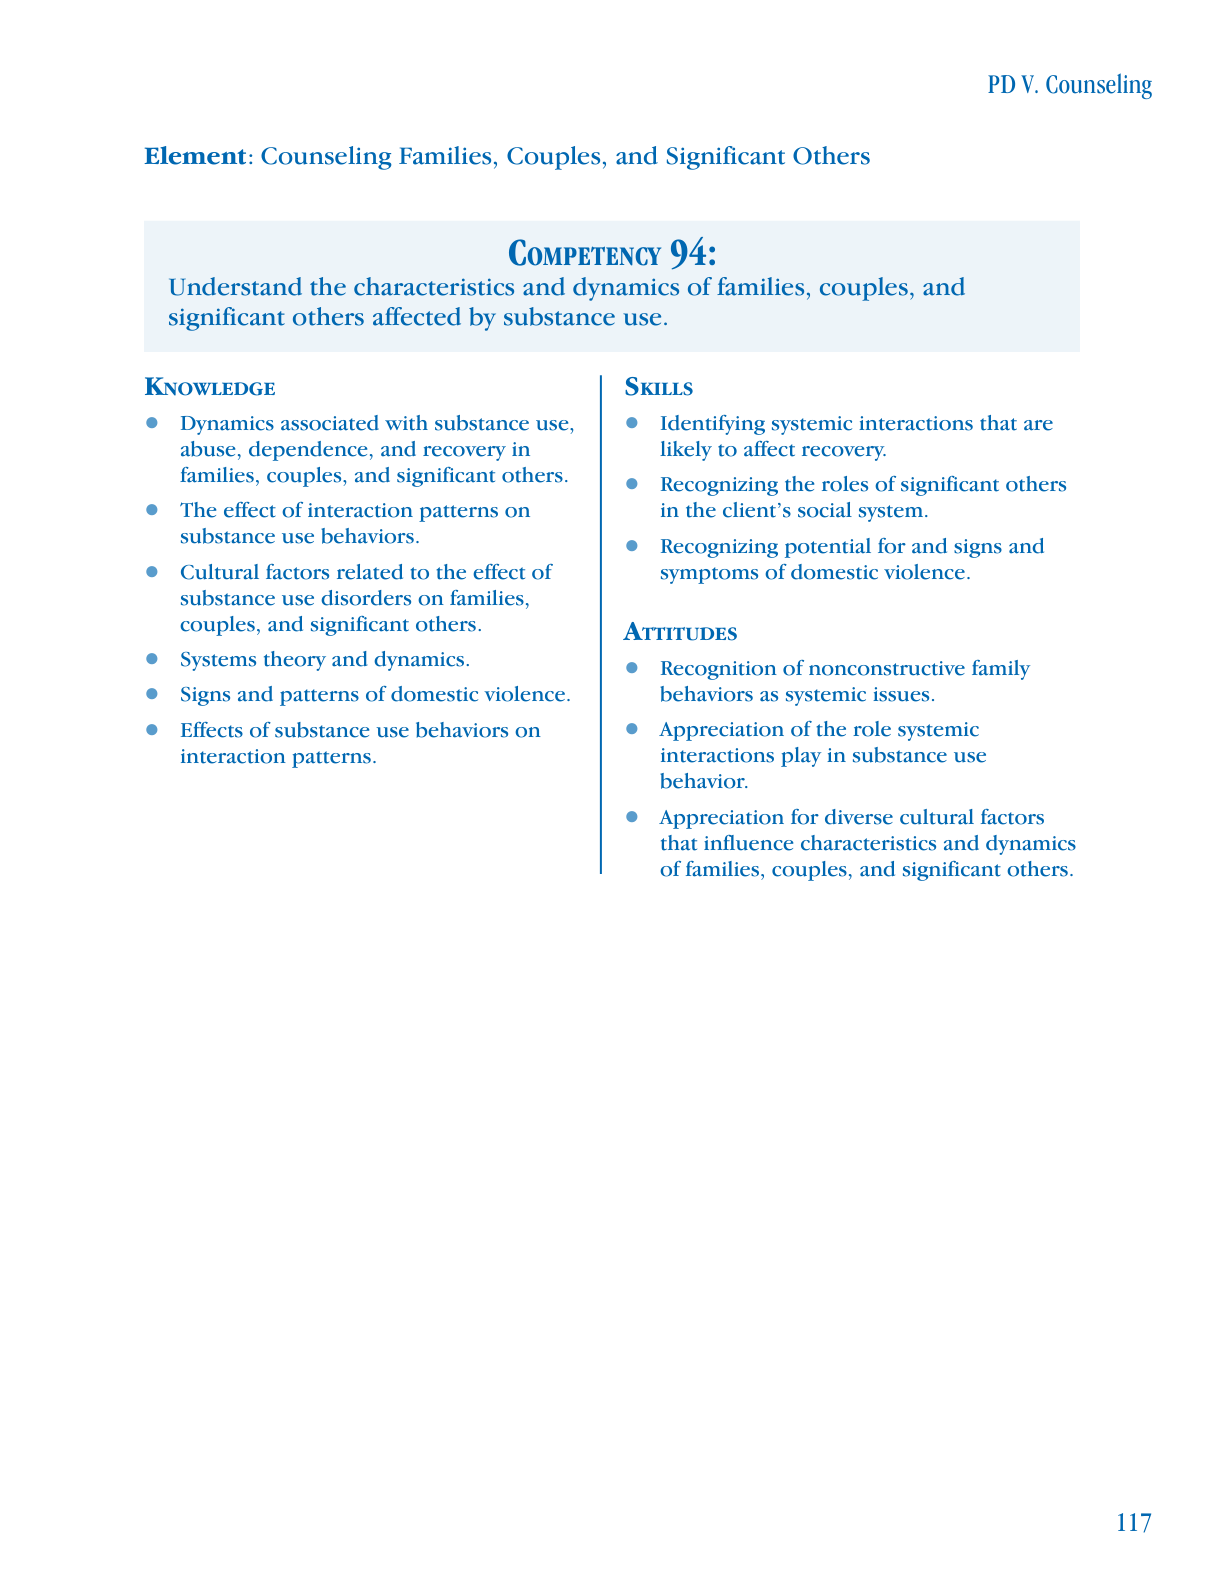 PD V. Counseling
Element: Counseling Families, Couples, and Significant Others
Competency 94:
Understand the characteristics and dynamics of families, couples, and
significant others affected by substance use.
Knowledge
● Dynamics associated with substance use,
abuse, dependence, and recovery in
families, couples, and significant others.
● The effect of interaction patterns on
substance use behaviors.
● Cultural factors related to the effect of
substance use disorders on families,
couples, and significant others.
● Systems theory and dynamics.
● Signs and patterns of domestic violence.
● Effects of substance use behaviors on
interaction patterns.
Skills
● Identifying systemic interactions that are
likely to affect recovery.
● Recognizing the roles of significant others
in the client’s social system.
● Recognizing potential for and signs and
symptoms of domestic violence.
Attitudes
● Recognition of nonconstructive family
behaviors as systemic issues.
● Appreciation of the role systemic
interactions play in substance use
behavior.
● Appreciation for diverse cultural factors
that influence characteristics and dynamics
of families, couples, and significant others.
117